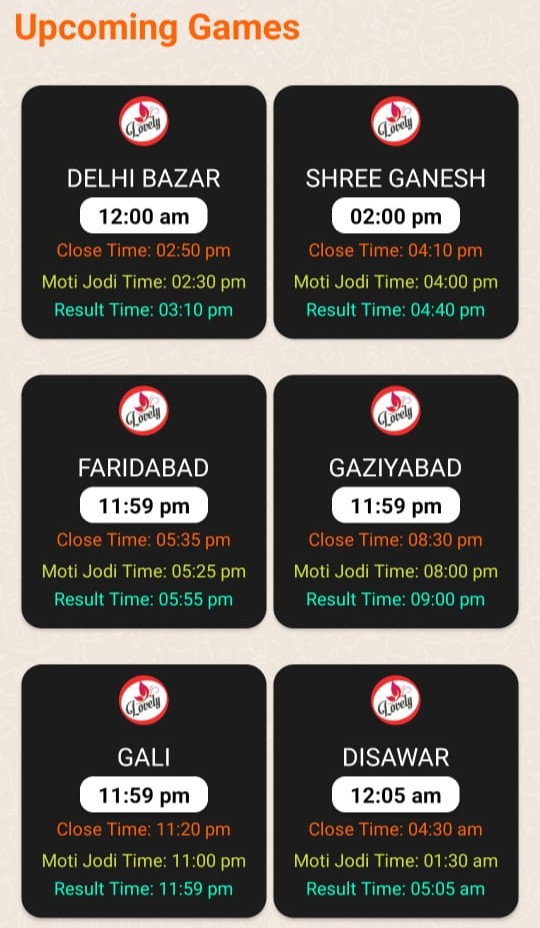 Upcoming Games
Lovely
DELHI BAZAR
12:00 am
Close Time: 02:50 pm
Moti Jodi Time: 02:30 pm
Result Time: 03:10 pm
Lovely
SHREE GANESH
02:00 pm
Close Time: 04:10 pm
Moti Jodi Time: 04:00 pm
Result Time: 04:40 pm
Lovely
FARIDABAD
11:59 pm
Close Time: 05:35 pm
Moti Jodi Time: 05:25 pm
Result Time: 05:55 pm
Lovely
GAZIYABAD
11:59 pm
Close Time: 08:30 pm
Moti Jodi Time: 08:00 pm
Result Time: 09:00 pm
Lovely
GALI
11:59 pm
Close Time: 11:20 pm
Moti Jodi Time: 11:00 pm
Result Time: 11:59 pm
Lovely
DISAWAR
12:05 am
Close Time: 04:30 am
Moti Jodi Time: 01:30 am
Result Time: 05:05 am